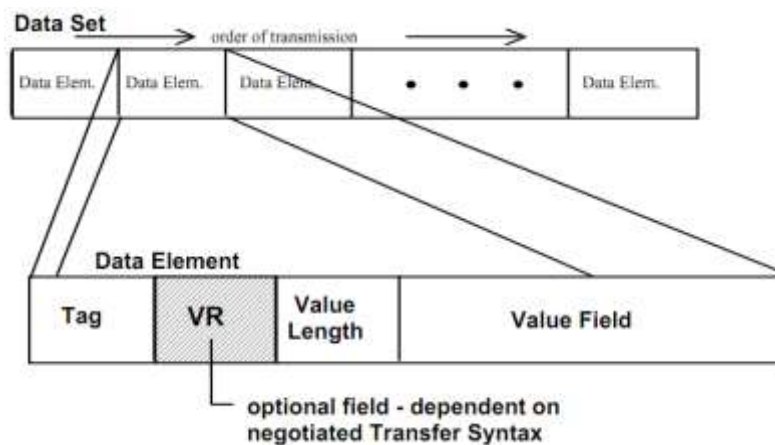 Data Set
order of transmission
Data Elem. Data Elem. Data Elem. Data Elem.
Data Element
Tag VR Value Length Value Field
optional field - dependent on
negotiated Transfer Syntax